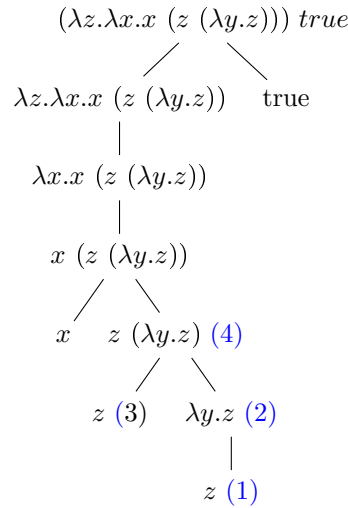 (λz.λx.x (z (λy.z))) true
λz.λx.x (z (λy.z)) true
λx.x (z (λy.z))
x (z (λy.z))
x z (λy.z) (4)
z (3) λy.z (2)
z (1)